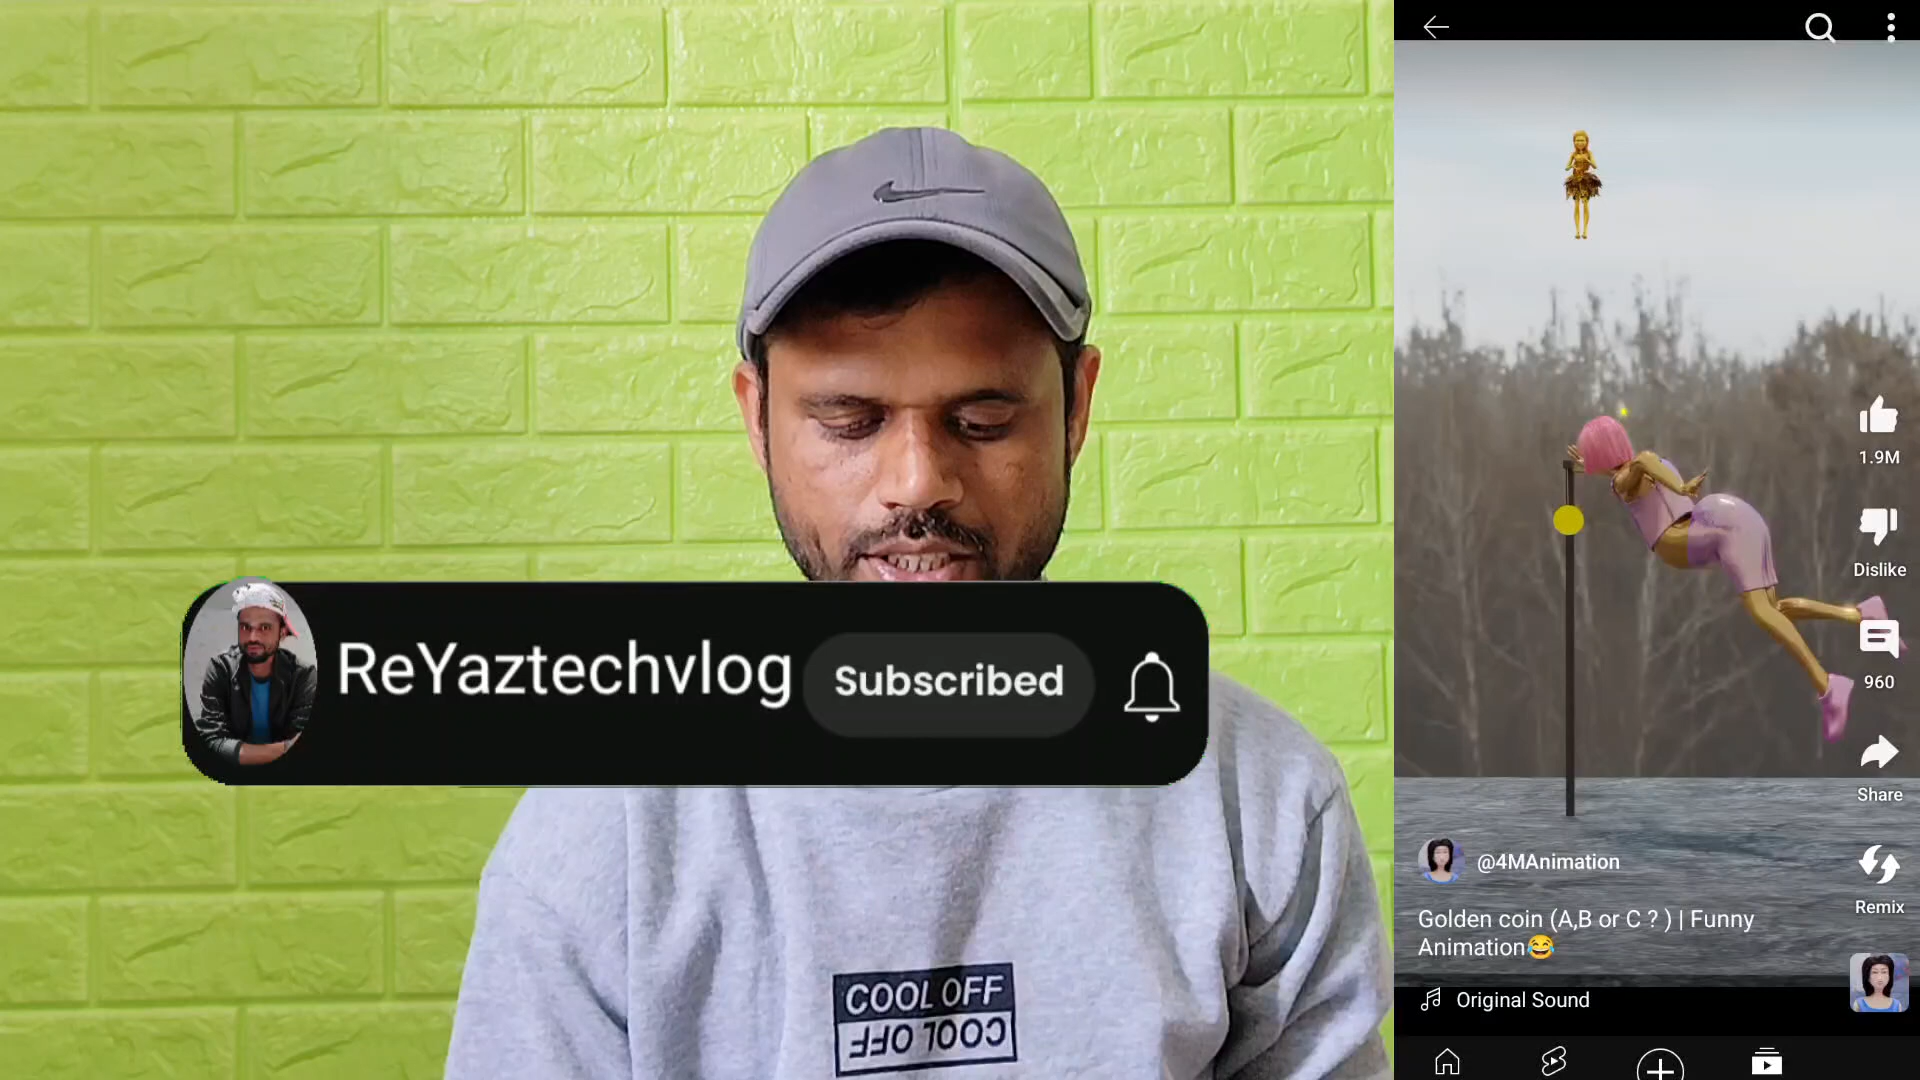 ReYaztechvlog
Subscribed
COOL OFF
COOL OFF
1.9M
Dislike
960
Share
@4MAnimation
Remix
Golden coin (A,B or C ? ) | Funny
Animation😂
Original Sound